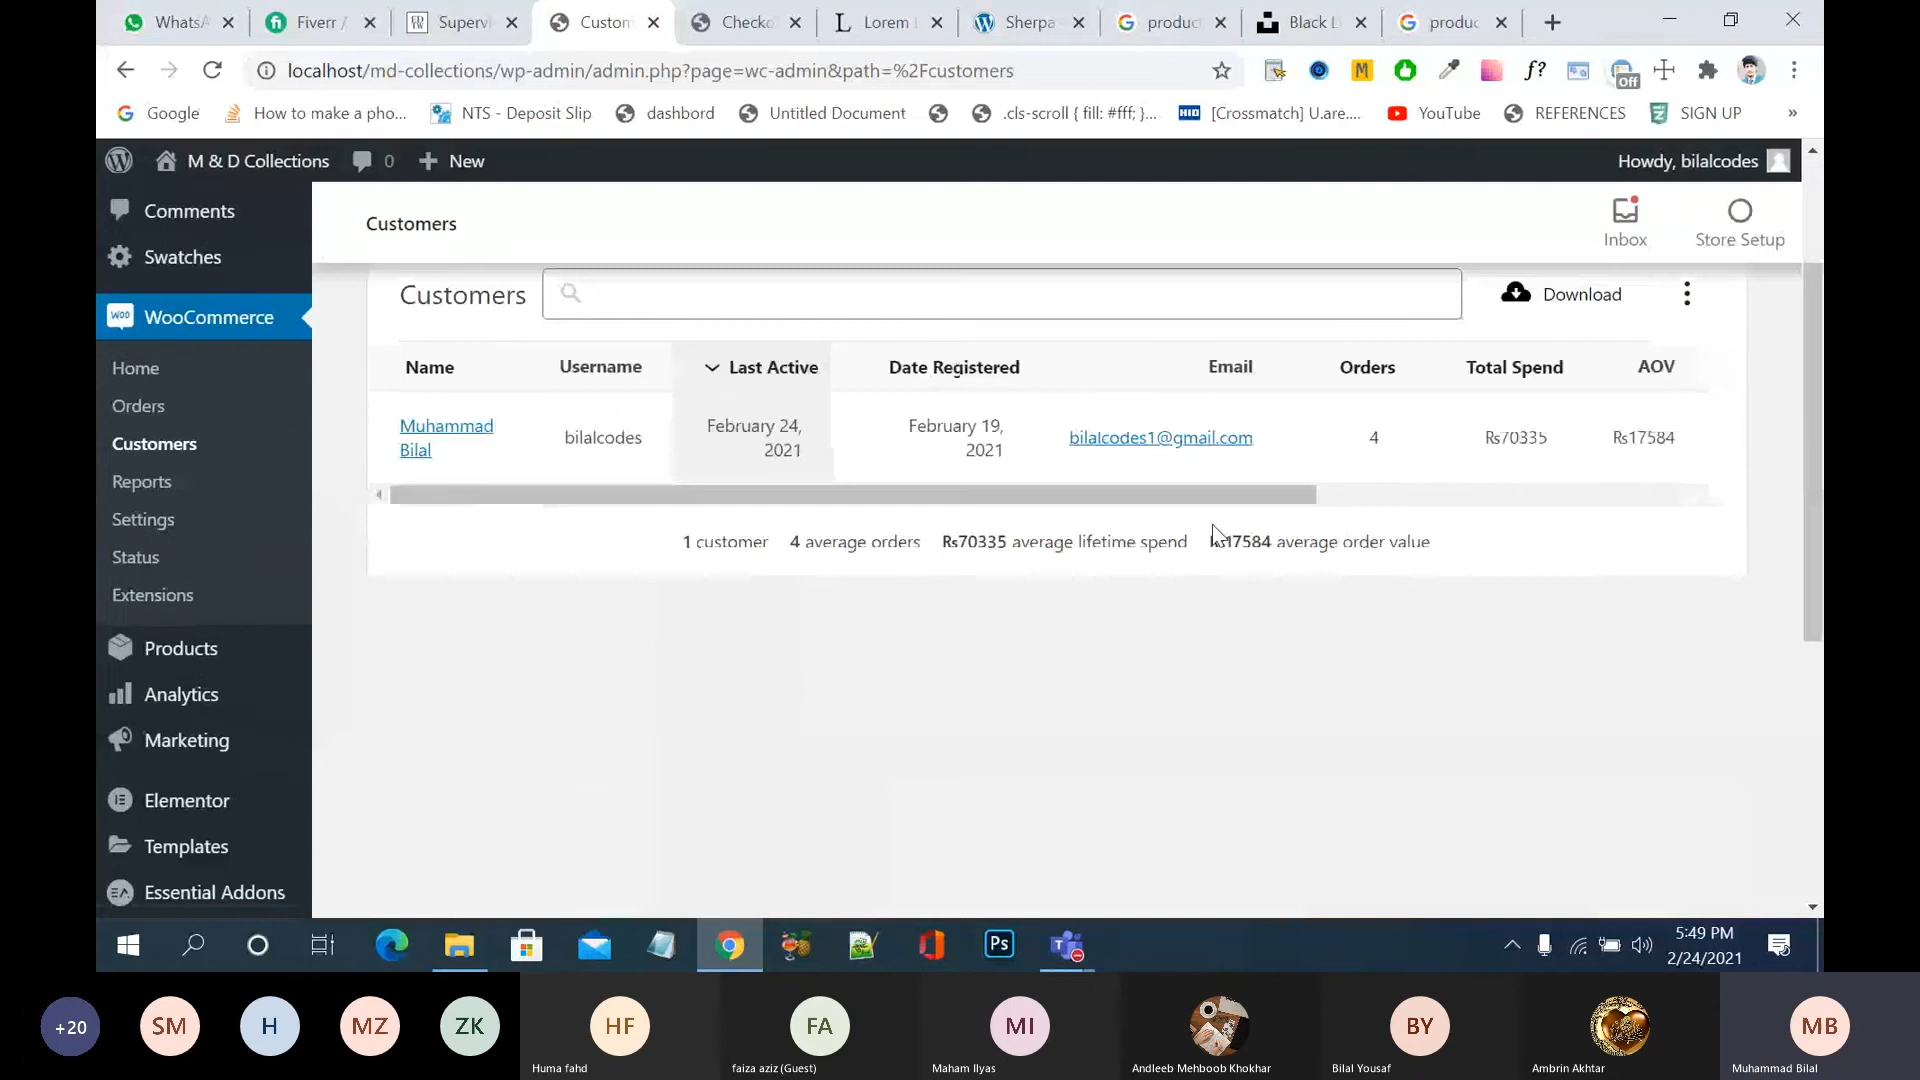 WhatsA
Fiverr /
Supervi
Custom
Checko
Lorem
Sherpa
produc
Black L
produc
localhost/md-collections/wp-admin/admin.php?page=wc-admin&path=%2Fcustomers
M
f?
Off
Google
How to make a pho...
NTS - Deposit Slip
dashbord
Untitled Document
.cls-scroll { fill: #fff; }...
HID
[Crossmatch] U.are....
YouTube
REFERENCES
SIGN UP
»
M & D Collections
0
+ New
Howdy, bilalcodes
Comments
Swatches
WOO
WooCommerce
Home
Orders
Customers
Reports
Settings
Status
Extensions
Products
Analytics
Marketing
Elementor
Templates
EA
Essential Addons
Customers
Inbox
Store Setup
Customers
Download
Name Username Last Active Date Registered Email Orders Total Spend AOV
Muhammad
Bilal
bilalcodes
February 24,
2021
February 19,
2021
bilalcodes1@gmail.com
4
₨70335
₨17584
1 customer 4 average orders ₨70335 average lifetime spend ₨17584 average order value
Ps
5:49 PM
2/24/2021
+20
SM
H
MZ
ZK
HF
Huma fahd
FA
faiza aziz (Guest)
MI
Maham Ilyas
Andleeb Mehboob Khokhar
BY
Bilal Yousaf
Ambrin Akhtar
MB
Muhammad Bilal